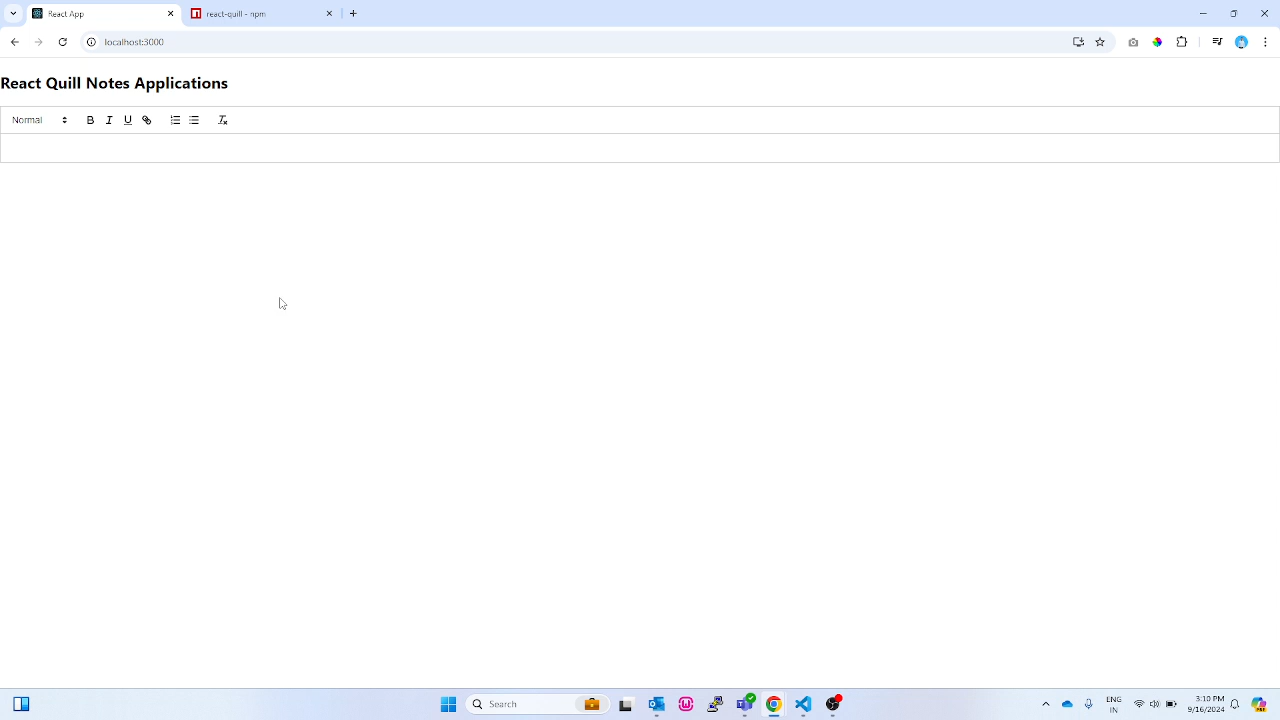 React App
react-quill - npm
localhost:3000
React Quill Notes Applications
Normal
Search
ENG
IN
3:10 PM
9/16/2024